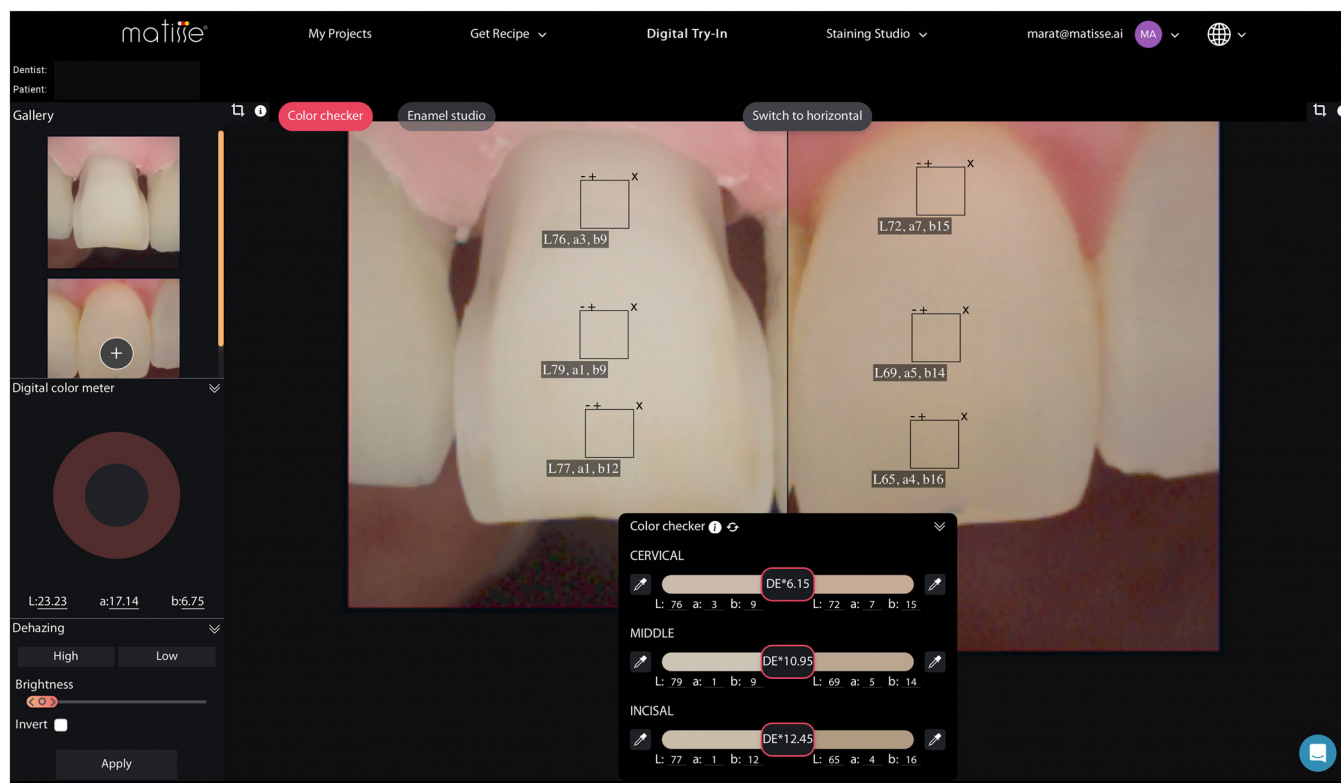 matisse
My Projects
Get Recipe
Digital Try-In
Staining Studio
marat@matisse.ai
MA
Dentist:
Patient:
Gallery
Color checker
Enamel studio
Switch to horizontal
- + x
L76, a3, b9
- + x
L79, a1, b9
- + x
L77, a1, b12
- + x
L72, a7, b15
- + x
L69, a5, b14
- + x
L65, a4, b16
Digital color meter
L:23.23 a:17.14 b:6.75
Dehazing
High Low
Brightness
Invert
Apply
Color checker
CERVICAL
DE*6.15
L: 76 a: 3 b: 9 L: 72 a: 7 b: 15
MIDDLE
DE*10.95
L: 79 a: 1 b: 9 L: 69 a: 5 b: 14
INCISAL
DE*12.45
L: 77 a: 1 b: 12 L: 65 a: 4 b: 16